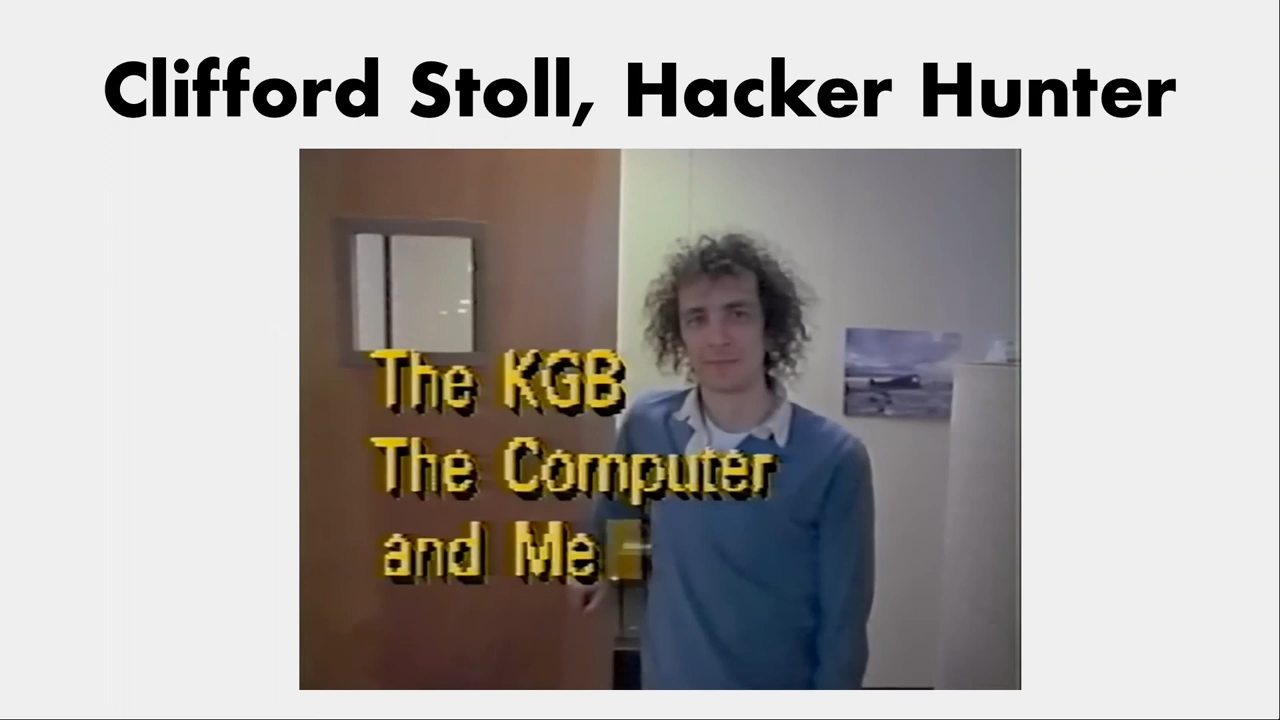 Clifford Stoll, Hacker Hunter
The KGB
The Computer
and Me